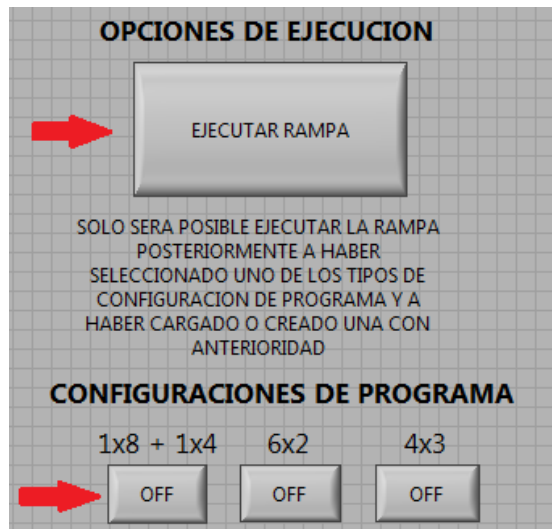 OPCIONES DE EJECUCION
EJECUTAR RAMPA
SOLO SERA POSIBLE EJECUTAR LA RAMPA
POSTERIORMENTE A HABER
SELECCIONADO UNO DE LOS TIPOS DE
CONFIGURACION DE PROGRAMA Y A
HABER CARGADO O CREADO UNA CON
ANTERIORIDAD
CONFIGURACIONES DE PROGRAMA
1x8 + 1x4 6x2 4x3
OFF OFF OFF